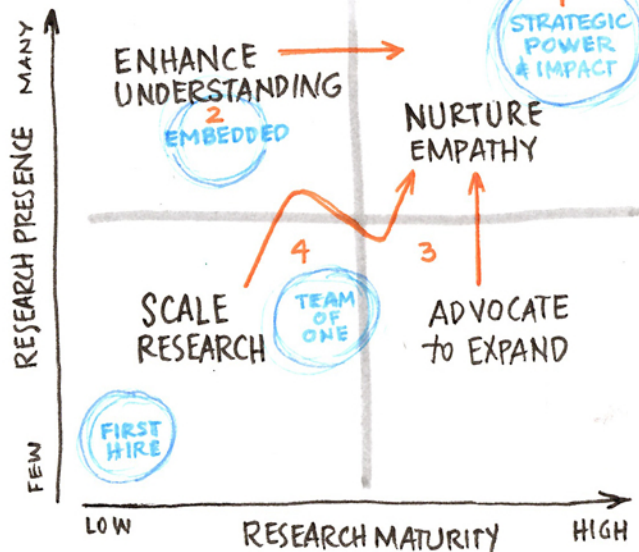 MANY
RESEARCH PRESENCE
FEW
ENHANCE
UNDERSTANDING
2
EMBEDDED
STRATEGIC
POWER
& IMPACT
NURTURE
EMPATHY
4
SCALE
RESEARCH
TEAM
OF
ONE
3
ADVOCATE
to EXPAND
FIRST
HIRE
LOW
RESEARCH MATURITY
HIGH